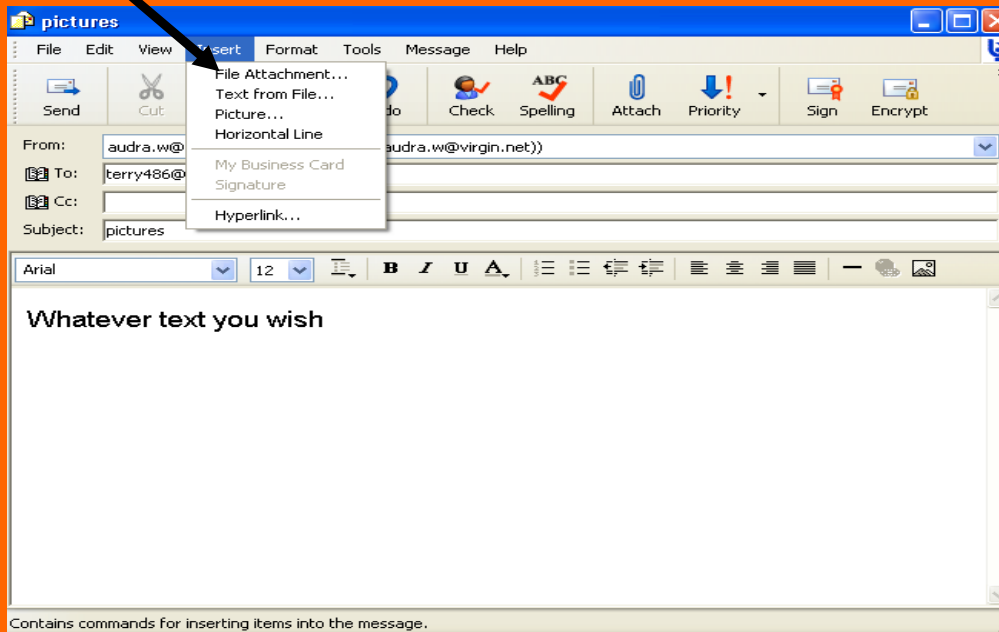 pictures
File Edit View Insert Format Tools Message Help
Send Cut Check ABC Spelling Attach Priority Sign Encrypt
File Attachment...
Text from File...
Picture...
Horizontal Line
My Business Card
Signature
Hyperlink...
From: audra.w@ audra.w@virgin.net))
To: terry486@
Cc:
Subject: pictures
Arial 12 B I U A
Whatever text you wish
Contains commands for inserting items into the message.